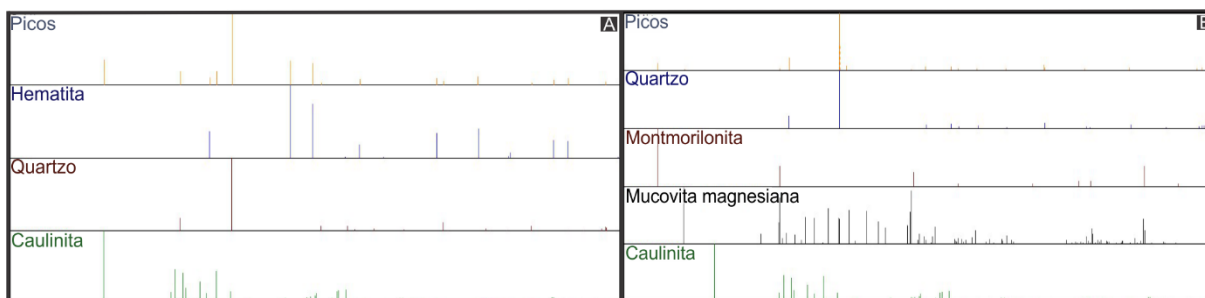 Picos
A
Hematita
Quartzo
Caulinita
Picos
Quartzo
Montmorilonita
Mucovita magnesiana
Caulinita